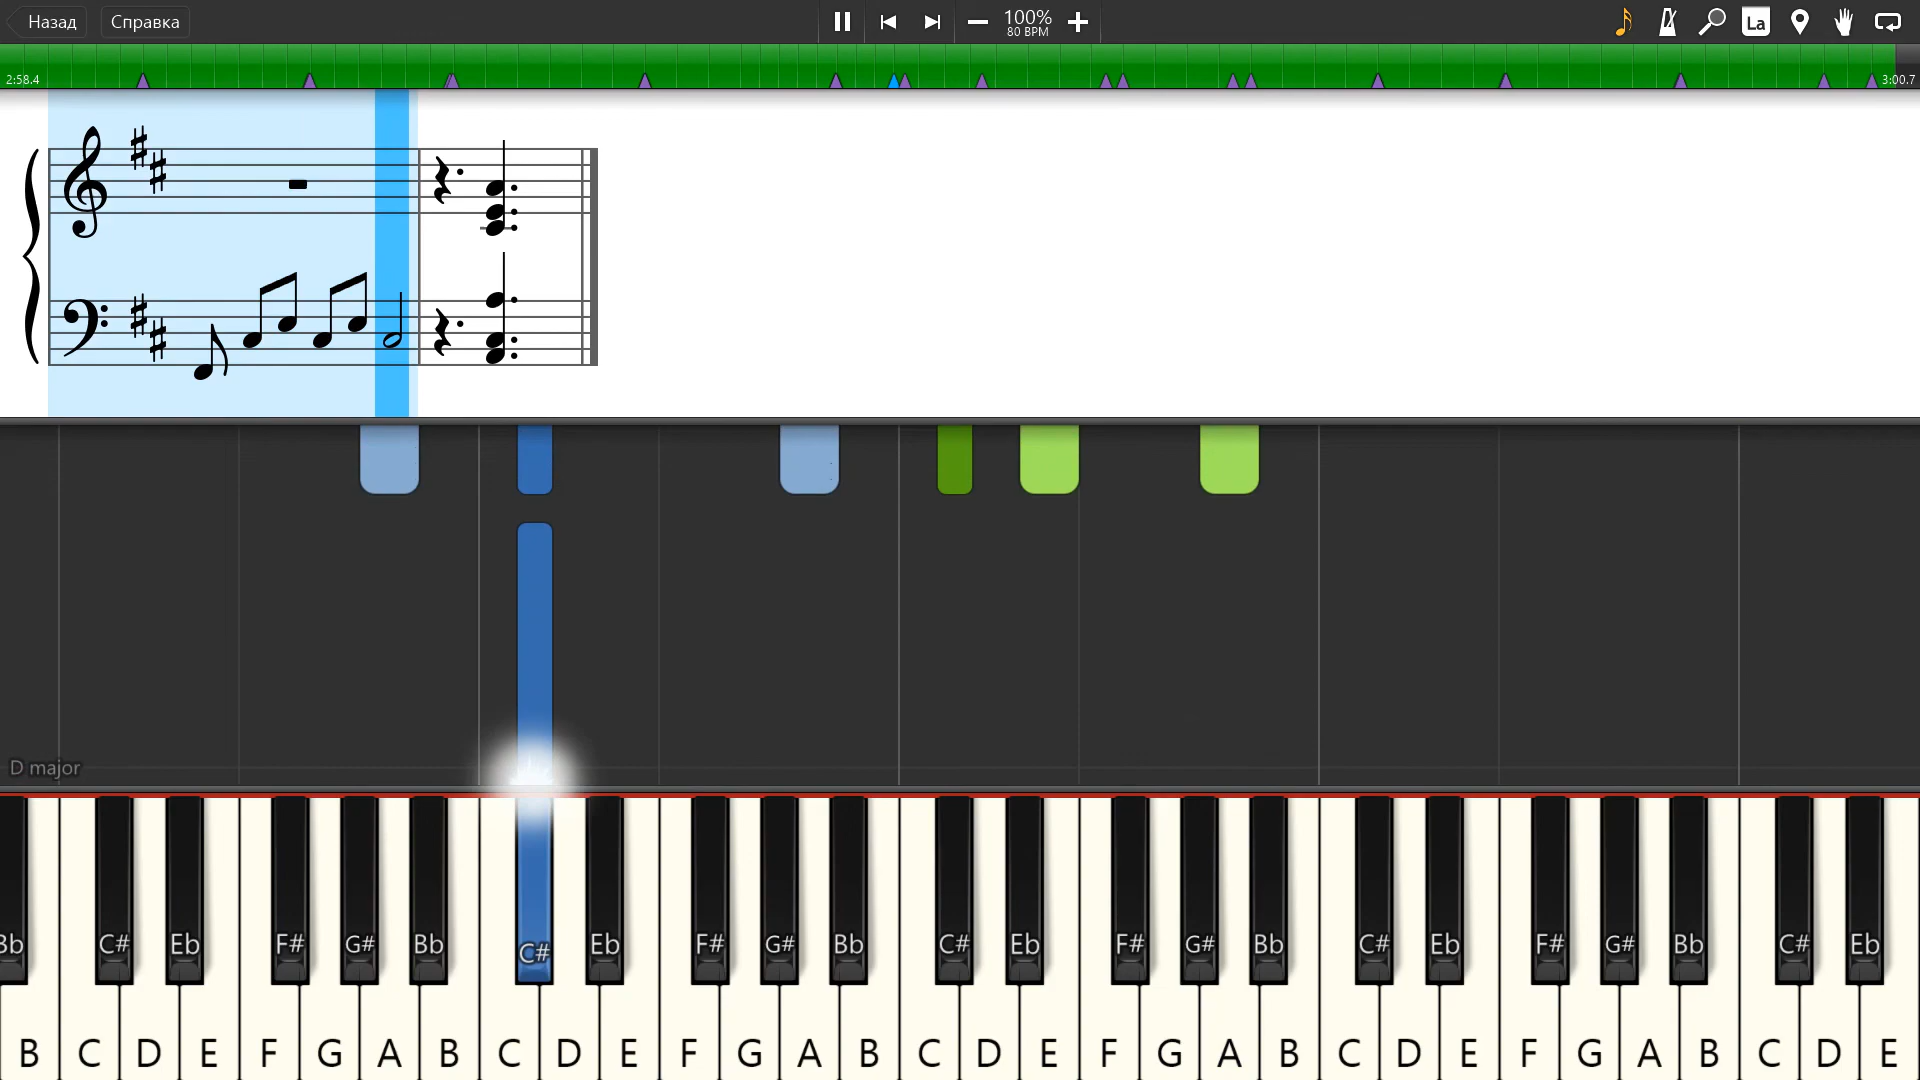 Назад Справка 100% La
80 BPM
2:58.4 3:00.7
D major
Bb C# Eb F# G# Bb C# Eb F# G# Bb C# Eb F# G# Bb C# Eb F# G# Bb C# Eb
B C D E F G A B C D E F G A B C D E F G A B C D E F G A B C D E